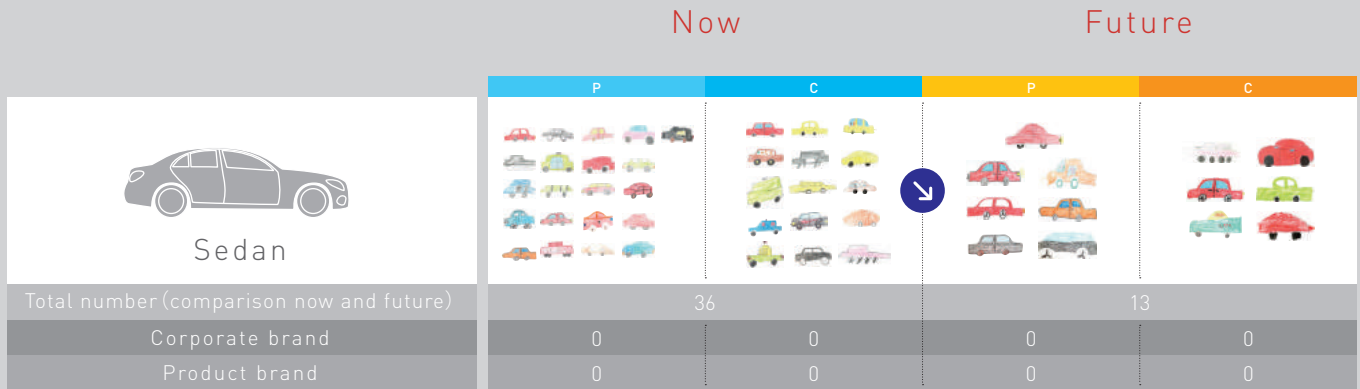 Now Future
P C P C
Sedan
Total number (comparison now and future) 36 13
Corporate brand 0 0 0 0
Product brand 0 0 0 0